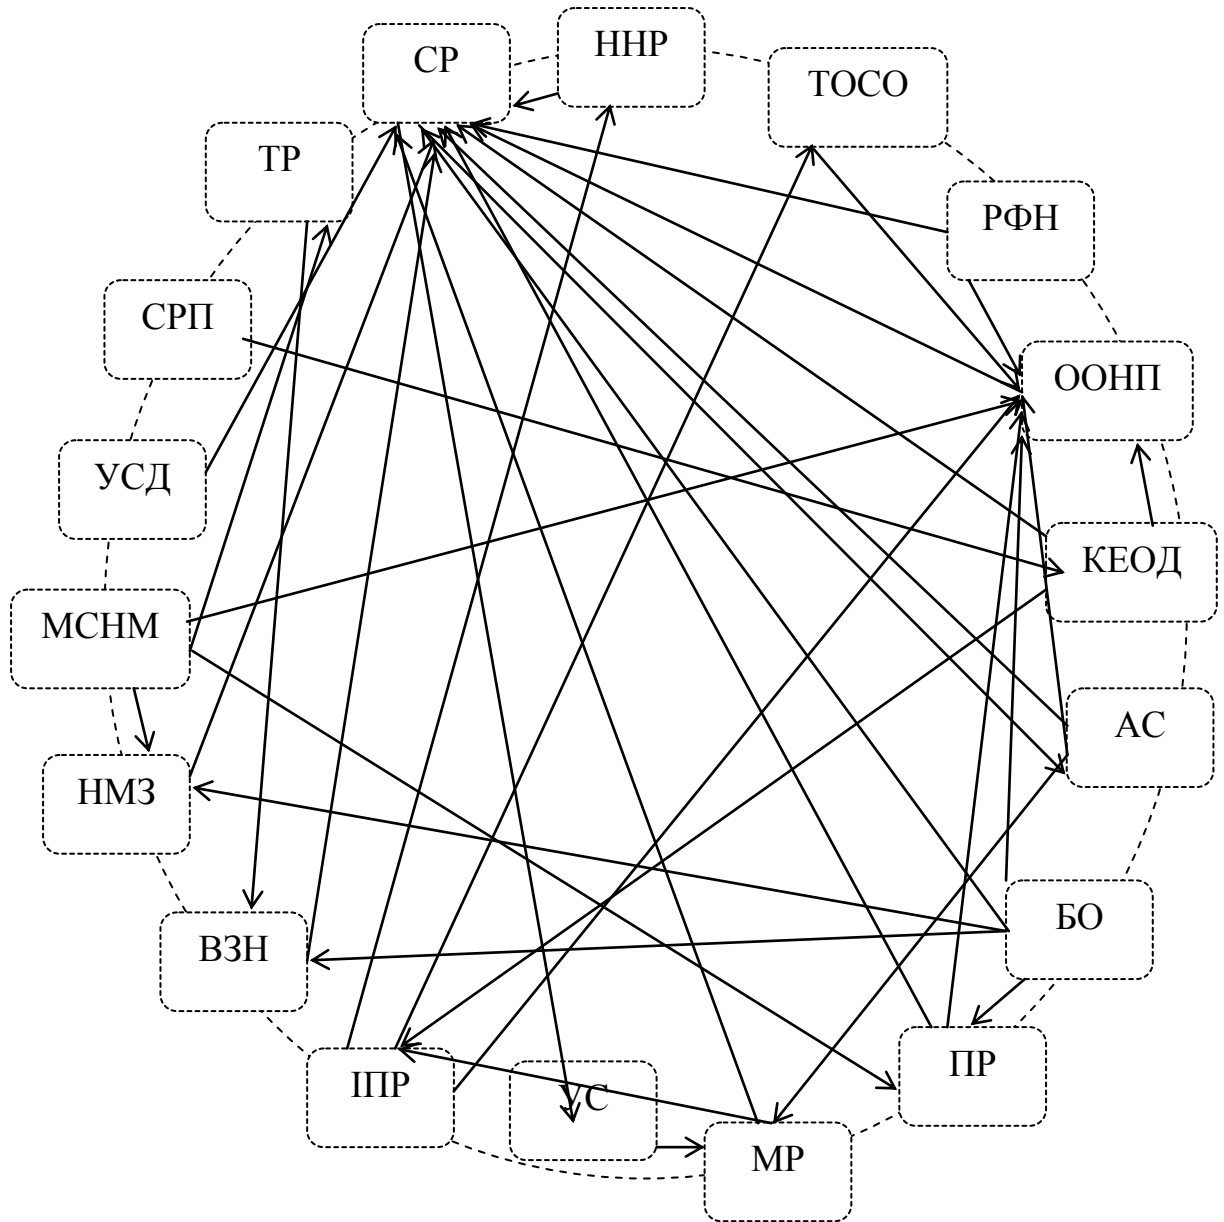 СР
ННР
ТОСО
ТР
РФН
СРП
ООНП
УСД
КЕОД
МСНМ
АС
НМЗ
БО
ВЗН
ІПР
УС
ПР
МР